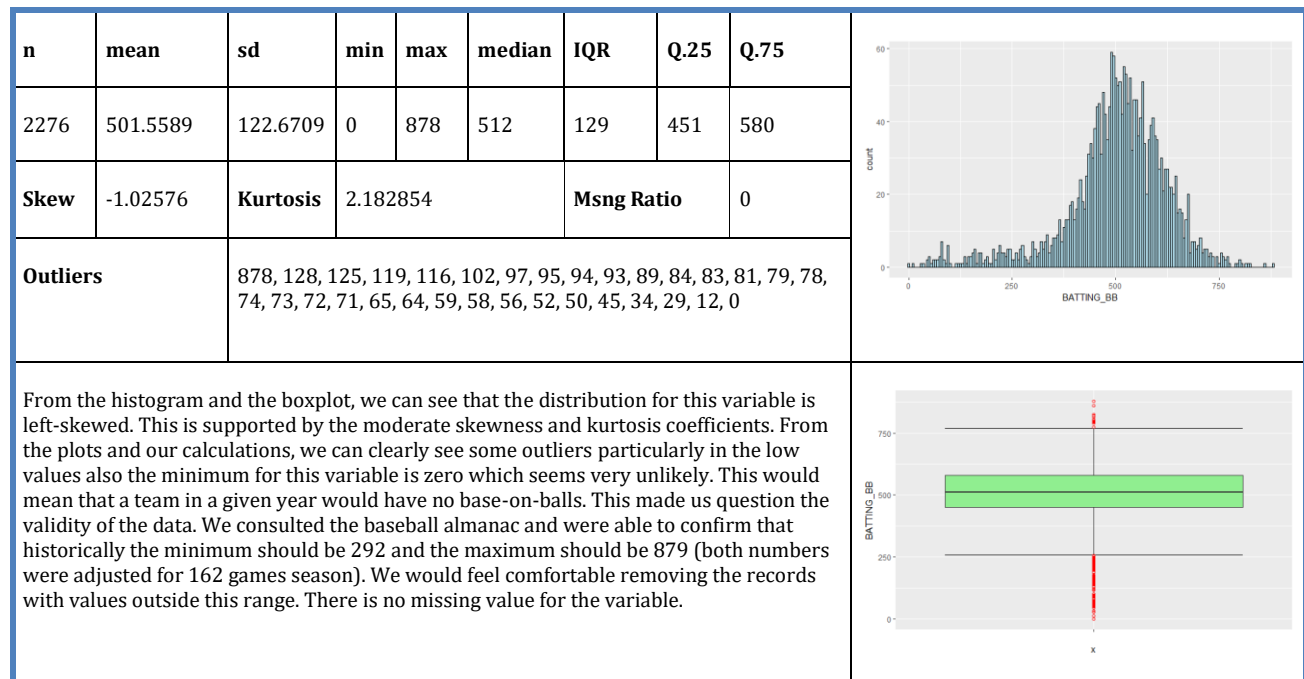 n mean sd min max median IQR Q.25 Q.75
2276 501.5589 122.6709 0 878 512 129 451 580
Skew -1.02576 Kurtosis 2.182854 Msng Ratio 0
Outliers
878, 128, 125, 119, 116, 102, 97, 95, 94, 93, 89, 84, 83, 81, 79, 78,
74, 73, 72, 71, 65, 64, 59, 58, 56, 52, 50, 45, 34, 29, 12, 0
60
40
20
0
count
0 250 500 750
BATTING_BB
From the histogram and the boxplot, we can see that the distribution for this variable is
left-skewed. This is supported by the moderate skewness and kurtosis coefficients. From
the plots and our calculations, we can clearly see some outliers particularly in the low
values also the minimum for this variable is zero which seems very unlikely. This would
mean that a team in a given year would have no base-on-balls. This made us question the
validity of the data. We consulted the baseball almanac and were able to confirm that
historically the minimum should be 292 and the maximum should be 879 (both numbers
were adjusted for 162 games season). We would feel comfortable removing the records
with values outside this range. There is no missing value for the variable.
750
500
250
0
BATTING_BB
x